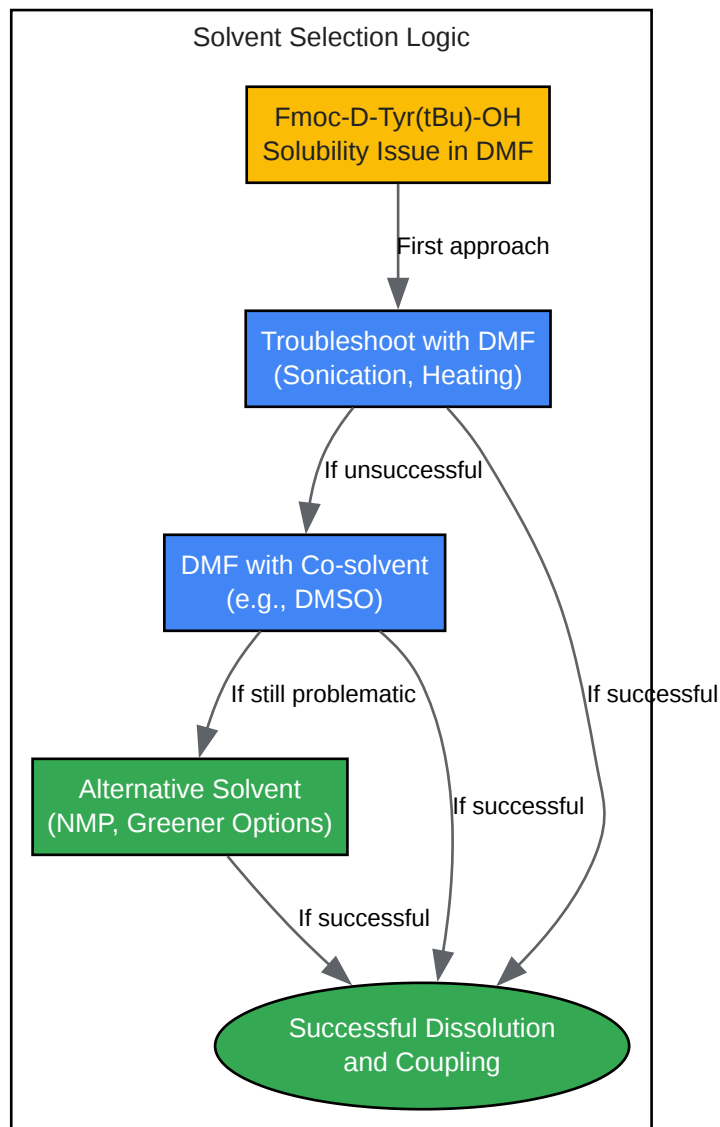 Solvent Selection Logic
Fmoc-D-Tyr(tBu)-OH
Solubility Issue in DMF
First approach
Troubleshoot with DMF
(Sonication, Heating)
If unsuccessful
DMF with Co-solvent
(e.g., DMSO)
If still problematic
If successful
Alternative Solvent
(NMP, Greener Options)
If successful
If successful
Successful Dissolution
and Coupling